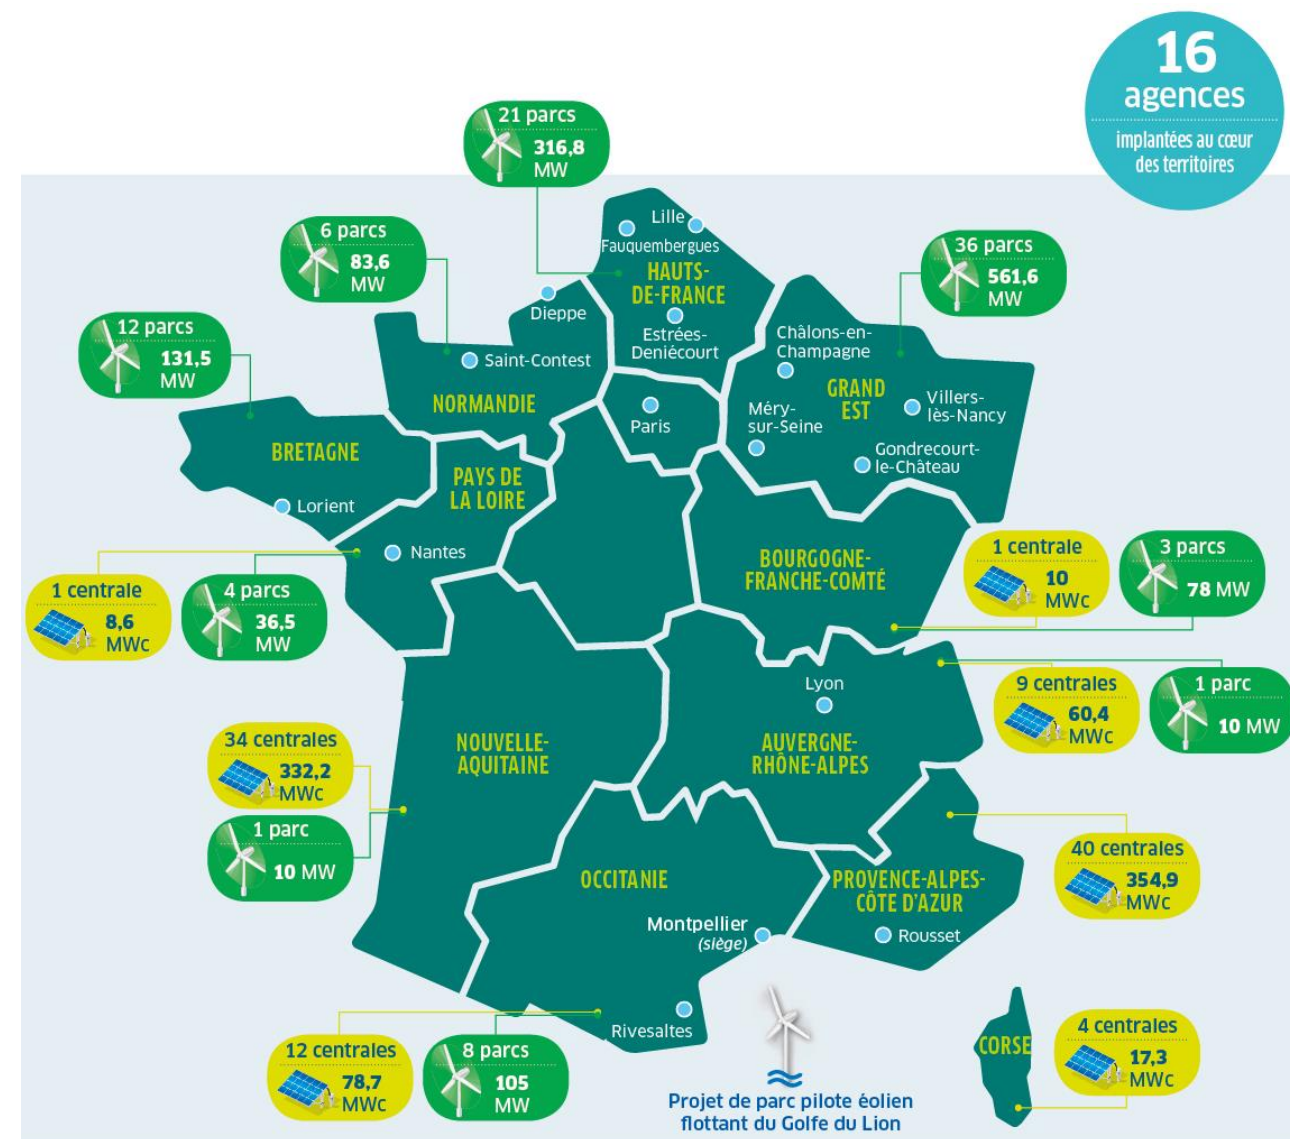 16
agences
implantées au cœur
des territoires
21 parcs
316,8
MW
6 parcs
83,6
MW
12 parcs
131,5
MW
36 parcs
561,6
MW
Lille
Fauquembergues
HAUTS-
DE-FRANCE
Estrées-
Deniécourt
Dieppe
Saint-Contest
NORMANDIE
Châlons-en-
Champagne
GRAND
EST
Villers-
lès-Nancy
Méry-
sur-Seine
Gondrecourt-
le-Château
Paris
BRETAGNE
Lorient
PAYS DE
LA LOIRE
Nantes
BOURGOGNE-
FRANCHE-COMTÉ
1 centrale
10
MWc
3 parcs
78 MW
1 centrale
8,6
MWc
4 parcs
36,5
MW
Lyon
AUVERGNE-
RHÔNE-ALPES
9 centrales
60,4
MWc
1 parc
10 MW
NOUVELLE-
AQUITAINE
34 centrales
332,2
MWc
1 parc
10 MW
OCCITANIE
Montpellier
(siège)
Rivesaltes
PROVENCE-ALPES-
CÔTE D'AZUR
Rousset
40 centrales
354,9
MWc
12 centrales
78,7
MWc
8 parcs
105
MW
Projet de parc pilote éolien
flottant du Golfe du Lion
CORSE
4 centrales
17,3
MWc